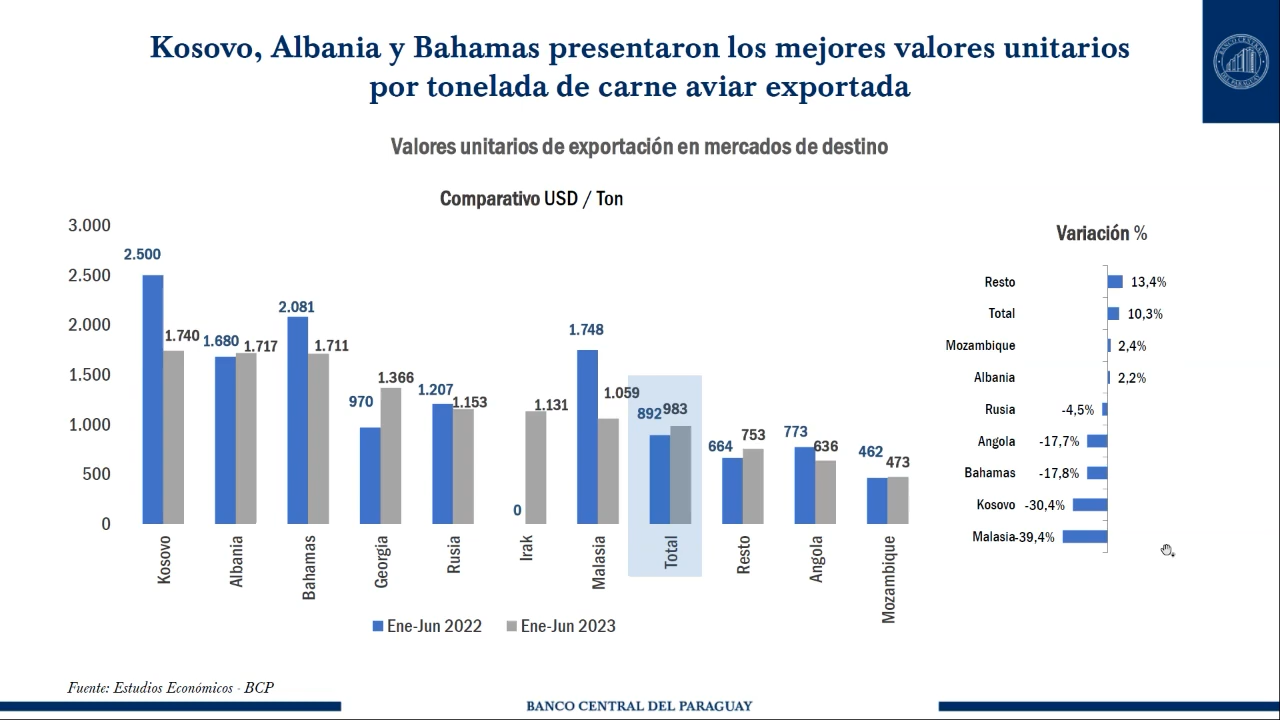 Kosovo, Albania y Bahamas presentaron los mejores valores unitarios
por tonelada de carne aviar exportada
BANCO CENTRAL
DEL PARAGUAY
Valores unitarios de exportación en mercados de destino
Comparativo USD / Ton
3.000
2.500
2.000
1.500
1.000
500
0
2.500
1.740
1.680
1.717
2.081
1.711
970
1.366
1.207
1.153
0
1.131
1.748
1.059
892
983
664
753
773
636
462
473
Kosovo
Albania
Bahamas
Georgia
Rusia
Irak
Malasia
Total
Resto
Angola
Mozambique
Ene-Jun 2022
Ene-Jun 2023
Variación %
Resto 13,4%
Total 10,3%
Mozambique 2,4%
Albania 2,2%
Rusia -4,5%
Angola -17,7%
Bahamas -17,8%
Kosovo -30,4%
Malasia -39,4%
Fuente: Estudios Económicos - BCP
BANCO CENTRAL DEL PARAGUAY